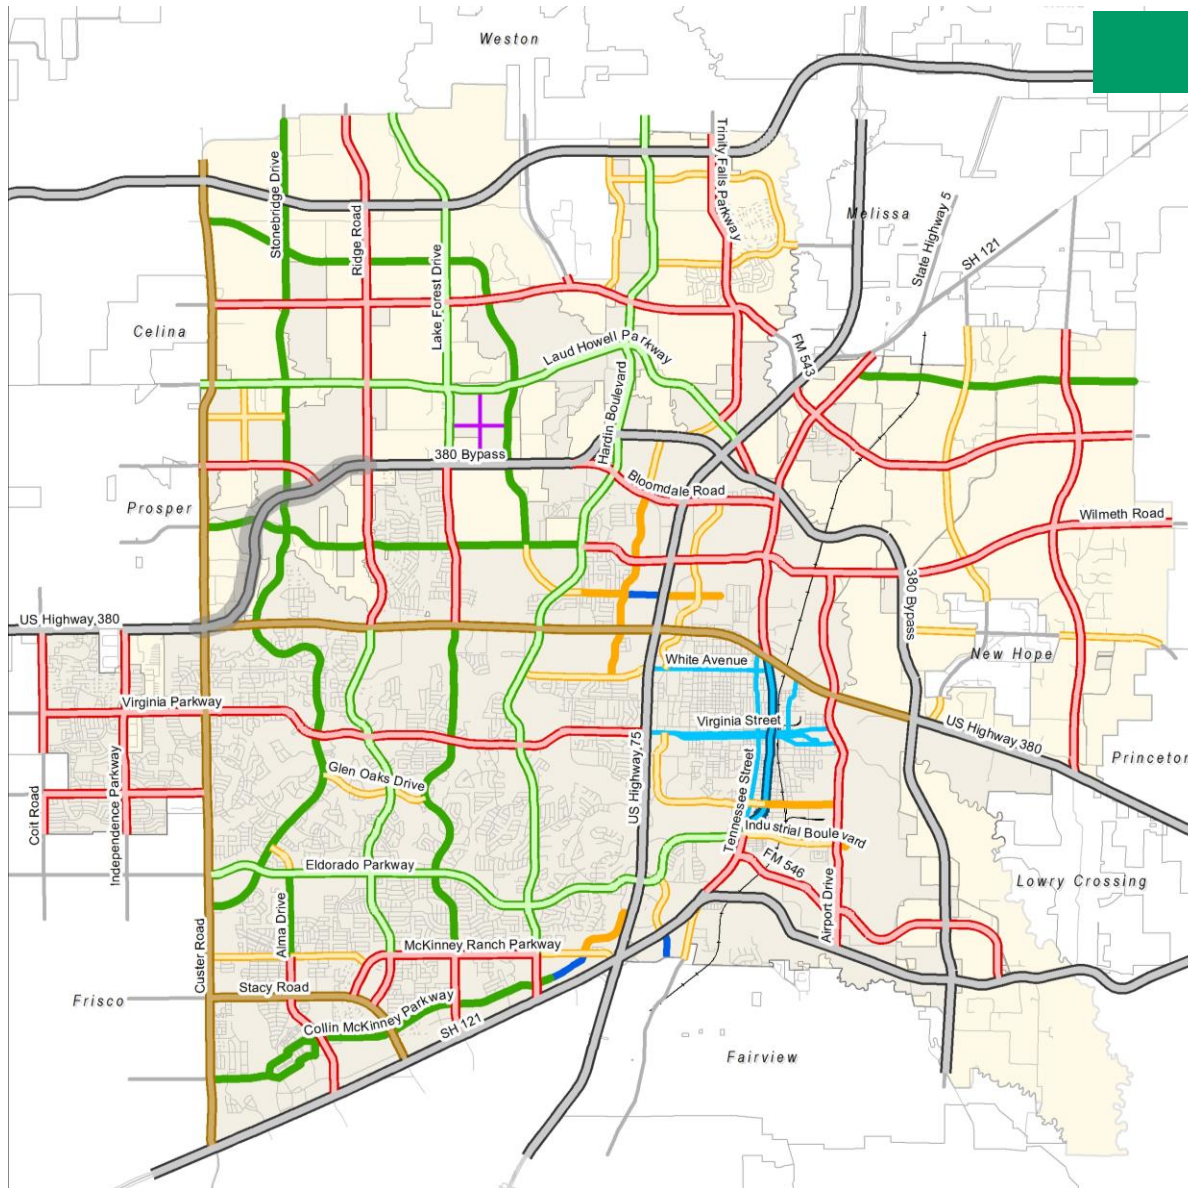 Weston
Trinity Falls Parkway
Stonebridge Drive
Ridge Road
Melissa
State Highway 5
SH 121
Lake Forest Drive
Celina
Laud Howell Parkway
FM 543
Hardin Boulevard
380 Bypass
Bloomdale Road
Prosper
Wilmeth Road
380 Bypass
US Highway 380
New Hope
White Avenue
Virginia Parkway
Virginia Street
US Highway 380
US Highway 75
Princeton
Independence Parkway
Coit Road
Glen Oaks Drive
Tennessee Street
Industrial Boulevard
Eldorado Parkway
FM 546
Lowry Crossing
Airport Drive
Alma Drive
Custer Road
McKinney Ranch Parkway
Stacy Road
Frisco
Collin McKinney Parkway
SH 121
Fairview